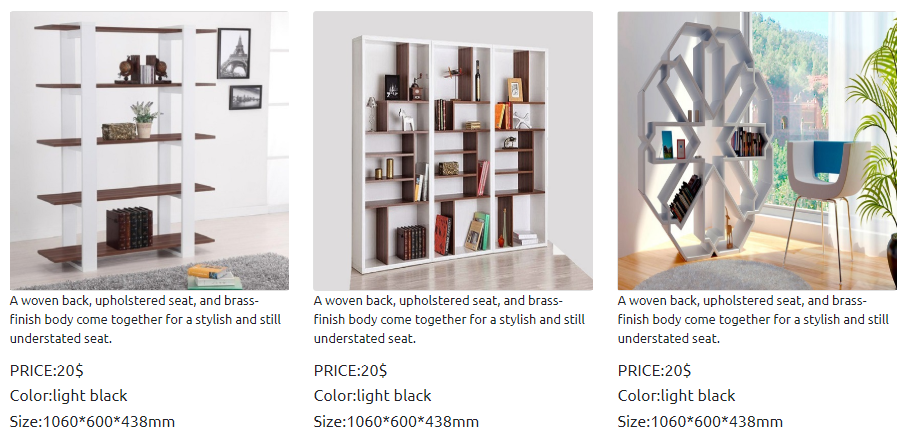 A woven back, upholstered seat, and brass-
finish body come together for a stylish and still
understated seat.
PRICE:20$
Color:light black
Size:1060*600*438mm
A woven back, upholstered seat, and brass-
finish body come together for a stylish and still
understated seat.
PRICE:20$
Color:light black
Size:1060*600*438mm
A woven back, upholstered seat, and brass-
finish body come together for a stylish and still
understated seat.
PRICE:20$
Color:light black
Size:1060*600*438mm